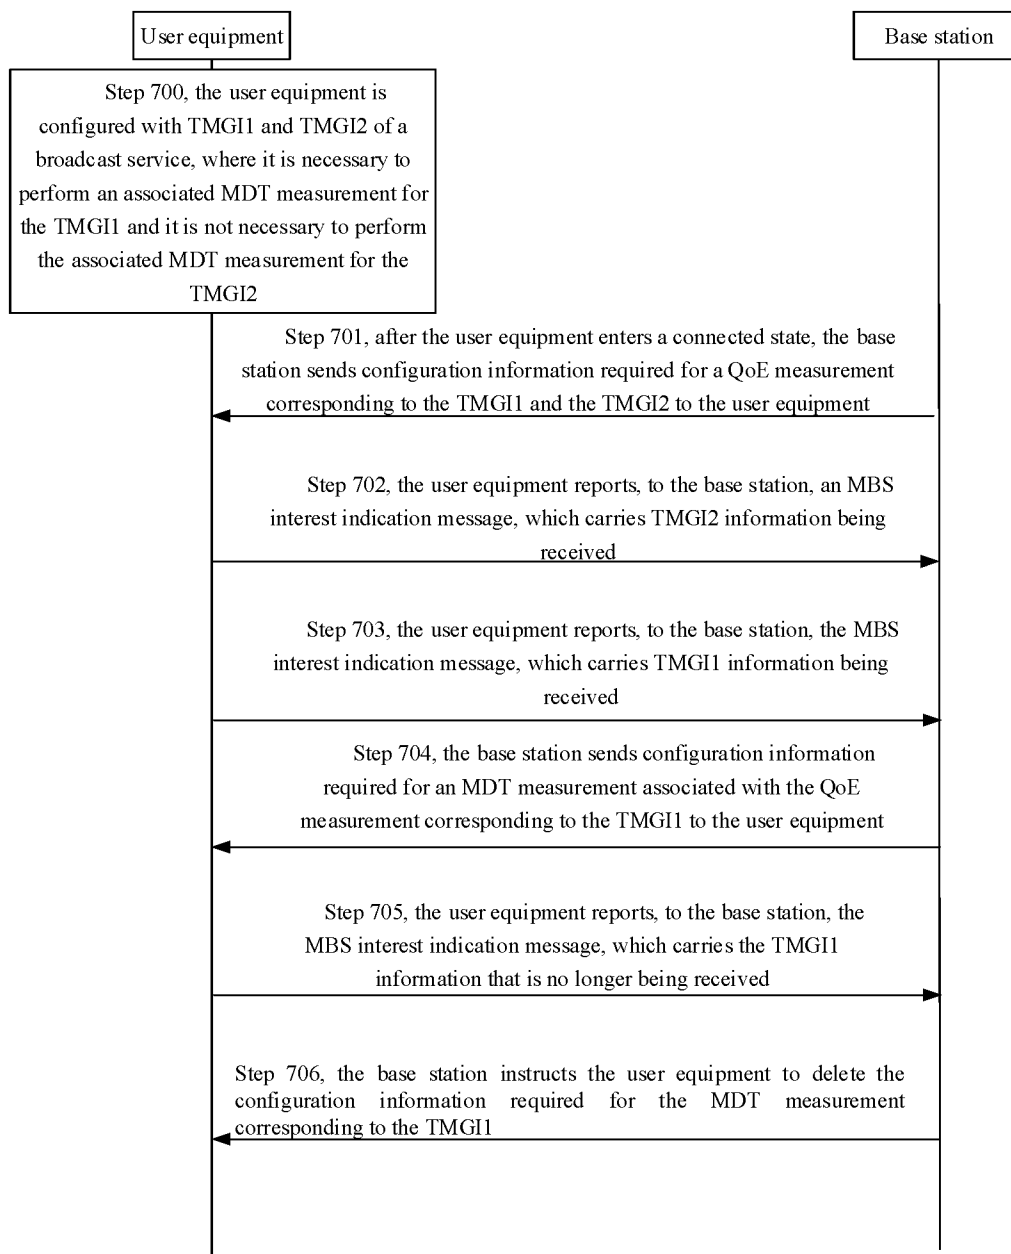 User equipment
Base station
Step 700, the user equipment is
configured with TMGI1 and TMGI2 of a
broadcast service, where it is necessary to
perform an associated MDT measurement for
the TMGI1 and it is not necessary to perform
the associated MDT measurement for the
TMGI2
Step 701, after the user equipment enters a connected state, the base
station sends configuration information required for a QoE measurement
corresponding to the TMGI1 and the TMGI2 to the user equipment
Step 702, the user equipment reports, to the base station, an MBS
interest indication message, which carries TMGI2 information being
received
Step 703, the user equipment reports, to the base station, the MBS
interest indication message, which carries TMGI1 information being
received
Step 704, the base station sends configuration information
required for an MDT measurement associated with the QoE
measurement corresponding to the TMGI1 to the user equipment
Step 705, the user equipment reports, to the base station, the
MBS interest indication message, which carries the TMGI1
information that is no longer being received
Step 706, the base station instructs the user equipment to delete the
configuration information required for the MDT measurement
corresponding to the TMGI1